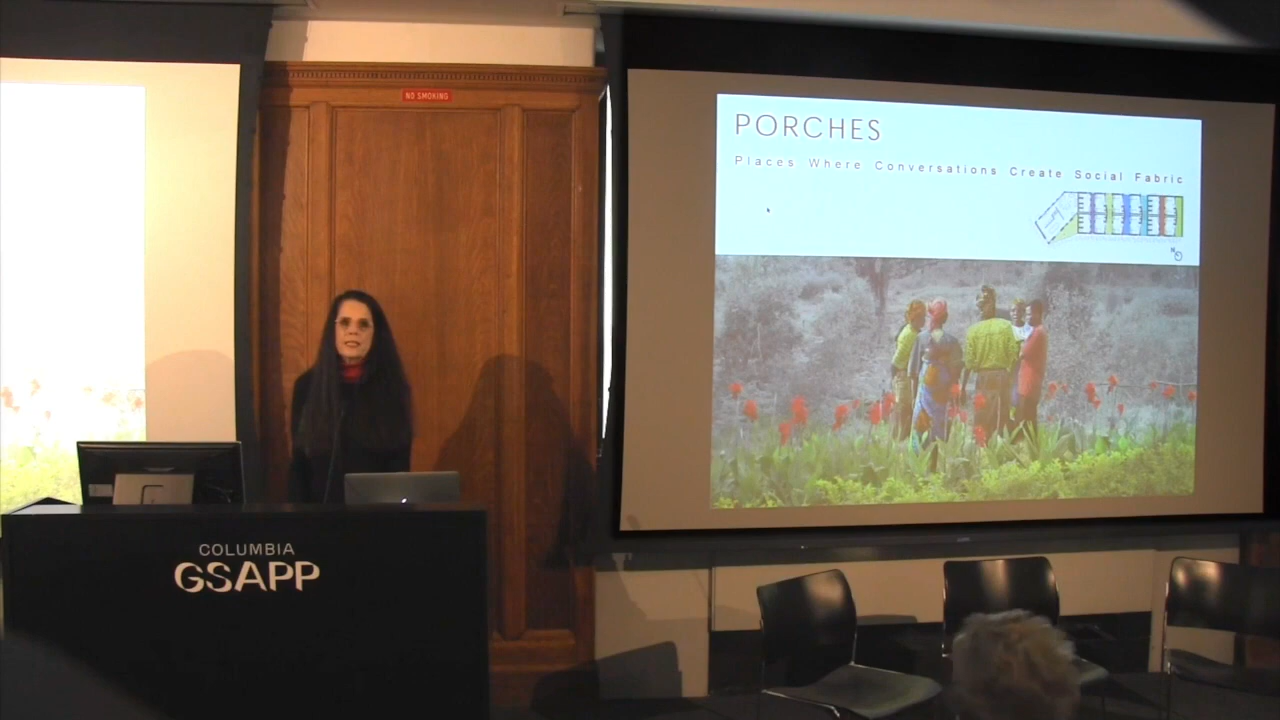 NO SMOKING
PORCHES
Places Where Conversations Create Social Fabric
N
COLUMBIA
GSAPP